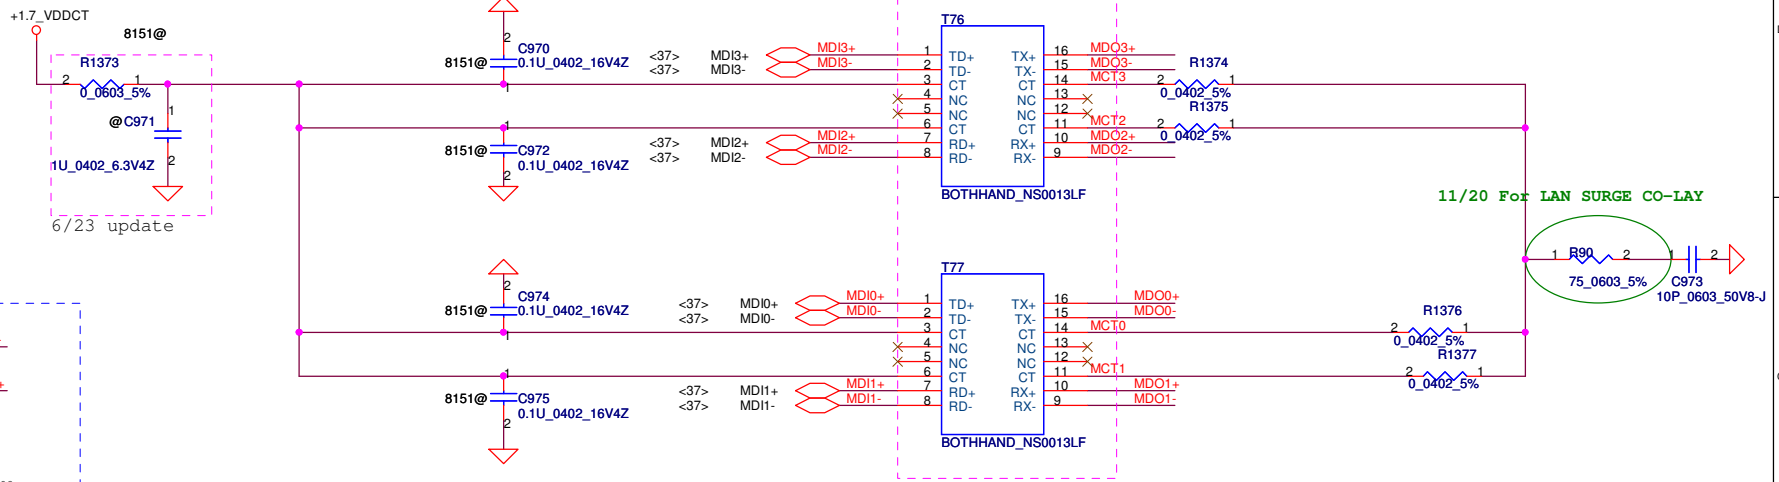 +1.7_VDDCT
8151@
R1373
2 1
0_0603_5%
1
@C971
2
1U_0402_6.3V4Z
6/23 update
2
C970
8151@ 0.1U_0402_16V4Z
1
1
8151@ C972
0.1U_0402_16V4Z
2
2
C974
8151@ 0.1U_0402_16V4Z
1
1
8151@ C975
0.1U_0402_16V4Z
2
<37> MDI3+ MDI3+
<37> MDI3- MDI3-
<37> MDI2+ MDI2+
<37> MDI2- MDI2-
T76
1 TD+ TX+ 16 MDO3+
2 TD- TX- 15 MDO3-
3 CT CT 14 MCT3
4 NC NC 13
5 NC NC 12
6 CT CT 11 MCT2
7 RD+ RX+ 10 MDO2+
8 RD- RX- 9 MDO2-
BOTHHAND_NS0013LF
R1374
2 1
0_0402_5%
R1375
2 1
0_0402_5%
<37> MDI0+ MDI0+
<37> MDI0- MDI0-
<37> MDI1+ MDI1+
<37> MDI1- MDI1-
T77
1 TD+ TX+ 16 MDO0+
2 TD- TX- 15 MDO0-
3 CT CT 14 MCT0
4 NC NC 13
5 NC NC 12
6 CT CT 11 MCT1
7 RD+ RX+ 10 MDO1+
8 RD- RX- 9 MDO1-
BOTHHAND_NS0013LF
R1376
2 1
0_0402_5%
R1377
2 1
0_0402_5%
11/20 For LAN SURGE CO-LAY
R90
1 2
75_0603_5%
1 2
C973
10P_0603_50V8-J